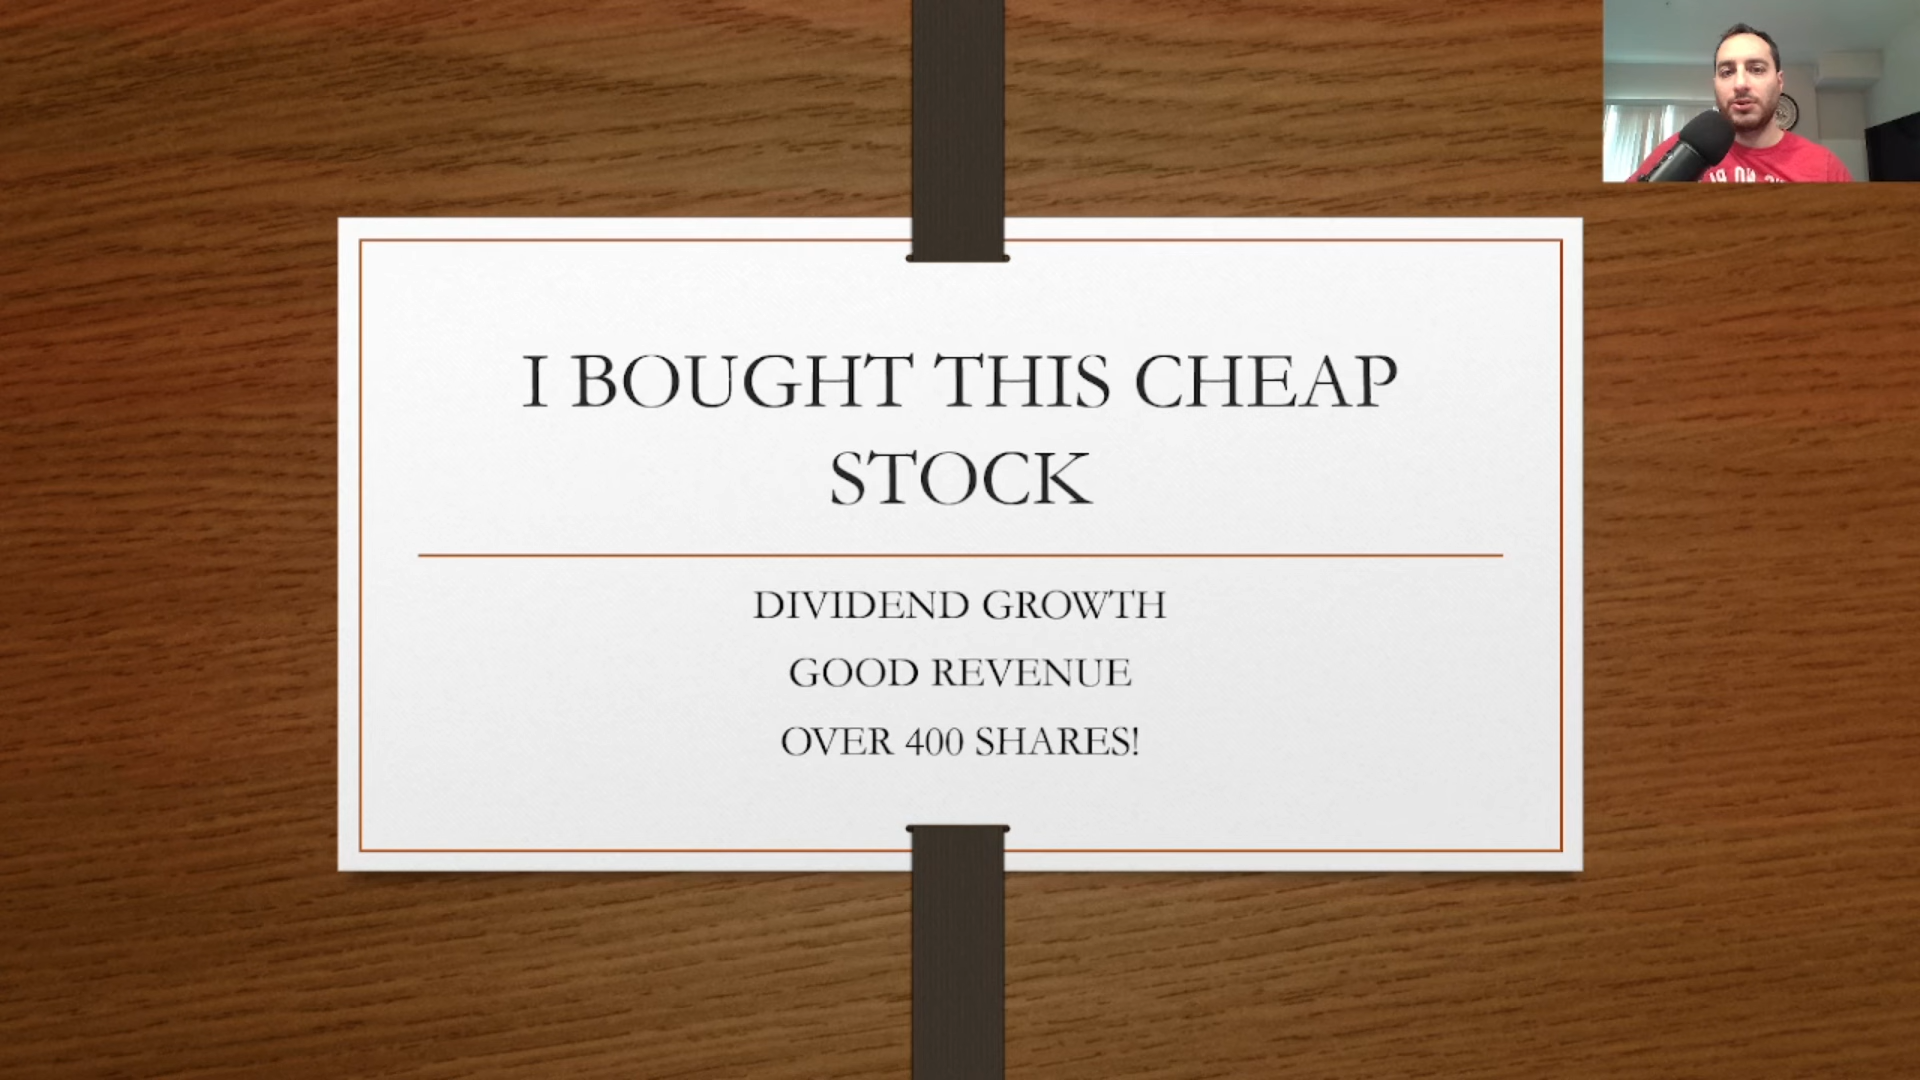 I BOUGHT THIS CHEAP
STOCK
DIVIDEND GROWTH
GOOD REVENUE
OVER 400 SHARES!